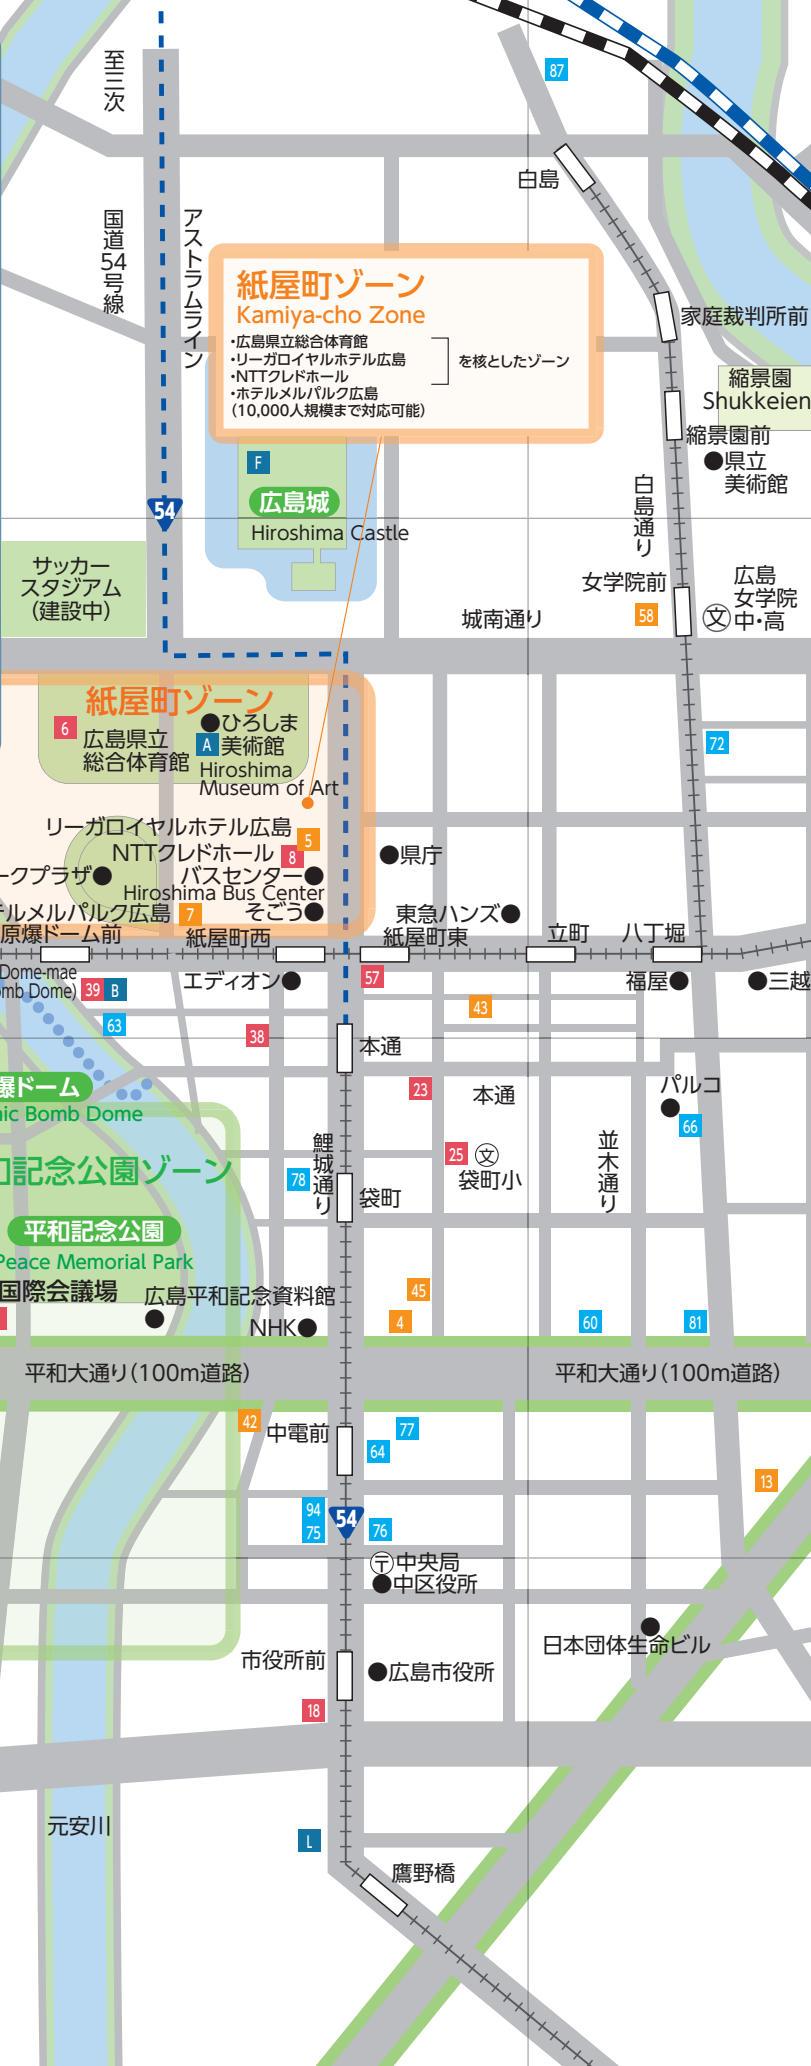 至三次
87
白島
国道54号線
アストラムライン
紙屋町ゾーン
Kamiya-cho Zone
・広島県立総合体育館
・リーガロイヤルホテル広島
・NTTクレドホール
・ホテルメルパルク広島
（10,000人規模まで対応可能）
を核としたゾーン
家庭裁判所前
縮景園
Shukkeien
縮景園前
●県立
美術館
F
広島城
Hiroshima Castle
白島通り
54
サッカー
スタジアム
（建設中）
女学院前
58
広島
女学院
中・高
文
城南通り
紙屋町ゾーン
6
広島県立
総合体育館
●ひろしま
A
美術館
Hiroshima
Museum of Art
72
リーガロイヤルホテル広島
5
NTTクレドホール
8
ークプラザ●
バスセンター●
Hiroshima Bus Center
ルメルパルク広島
7
そごう●
●県庁
東急ハンズ●
原爆ドーム前
紙屋町西
紙屋町東
立町
八丁堀
Dome-mae
omb Dome)
39
B
エディオン●
57
福屋●
●三越
63
38
43
本通
爆ドーム
ic Bomb Dome
23
本通
パルコ
66
記念公園ゾーン
鯉城通り
78
25
文
袋町小
並木通り
袋町
平和記念公園
Peace Memorial Park
国際会議場
広島平和記念資料館
NHK●
45
4
60
81
平和大通り（100m道路）
平和大通り（100m道路）
42
中電前
77
64
13
94
75
54
76
〒中央局
●中区役所
日本団体生命ビル
市役所前
●広島市役所
18
元安川
L
鷹野橋